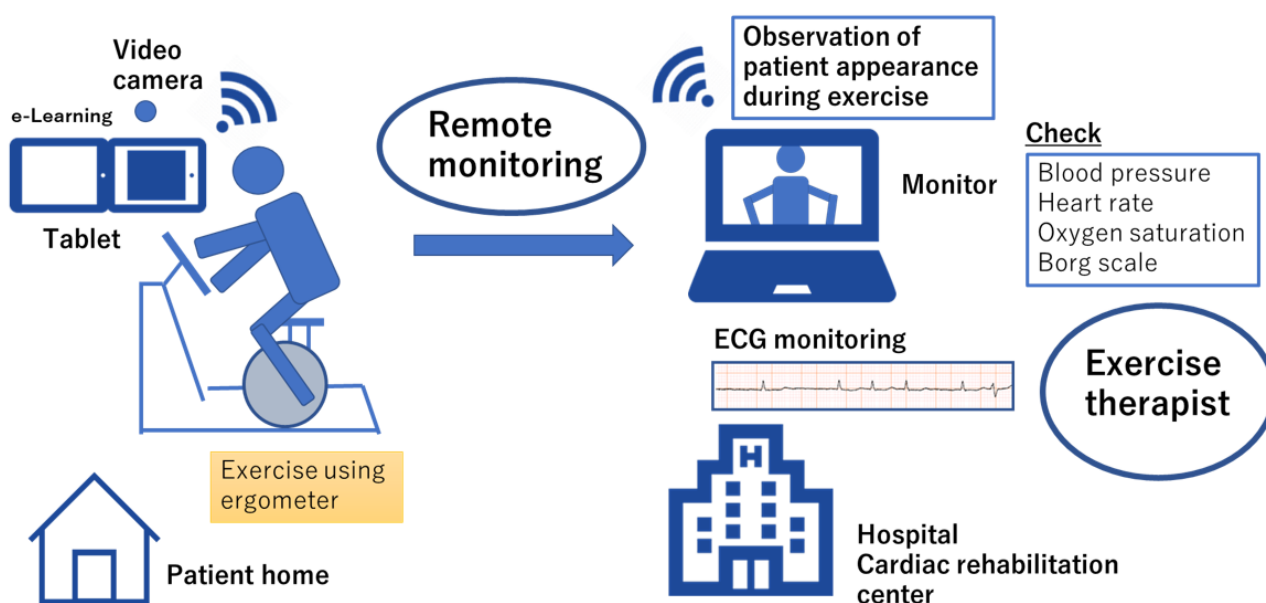 Video
camera
e-Learning
Tablet
Exercise using
ergometer
Patient home
Remote
monitoring
Observation of
patient appearance
during exercise
Monitor
Check
Blood pressure
Heart rate
Oxygen saturation
Borg scale
ECG monitoring
Exercise
therapist
H
Hospital
Cardiac rehabilitation
center